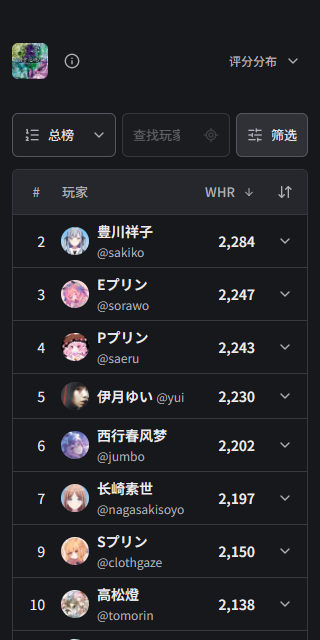 评分分布
总榜
查找玩家
筛选
# 玩家 WHR
2 豊川祥子 2,284
@sakiko
3 Eプリン 2,247
@sorawo
4 Pプリン 2,243
@saeru
5 伊月ゆい @yui 2,230
6 西行春风梦 2,202
@jumbo
7 长崎素世 2,197
@nagasakisoyo
9 Sプリン 2,150
@clothgaze
10 高松燈 2,138
@tomorin